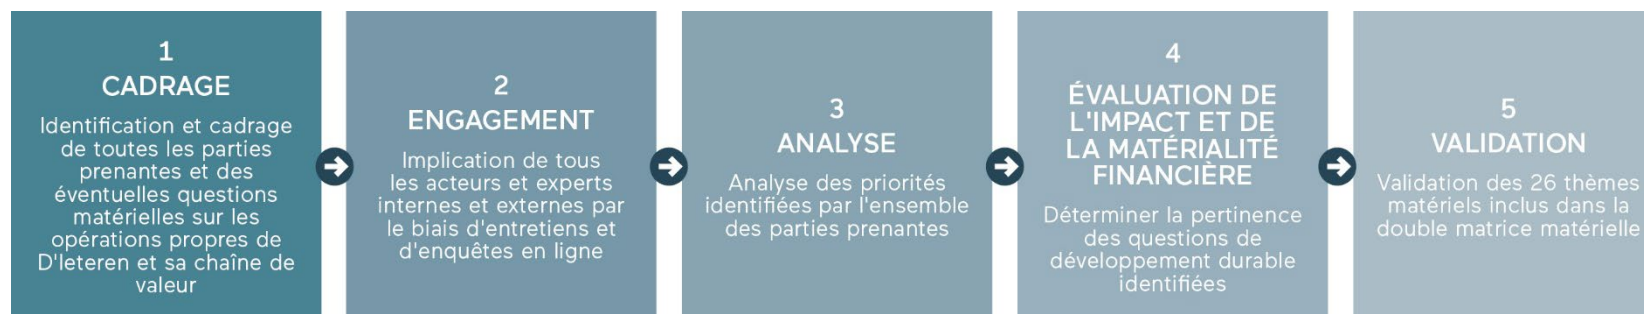 1
CADRAGE
Identification et cadrage
de toutes les parties
prenantes et des
éventuelles questions
matérielles sur les
opérations propres de
D'Ieteren et sa chaîne de
valeur
2
ENGAGEMENT
Implication de tous
les acteurs et experts
internes et externes par
le biais d'entretiens et
d'enquêtes en ligne
3
ANALYSE
Analyse des priorités
identifiées par l'ensemble
des parties prenantes
4
ÉVALUATION DE
L'IMPACT ET DE
LA MATÉRIALITÉ
FINANCIÈRE
Déterminer la pertinence
des questions de
développement durable
identifiées
5
VALIDATION
Validation des 26 thèmes
matériels inclus dans la
double matrice matérielle